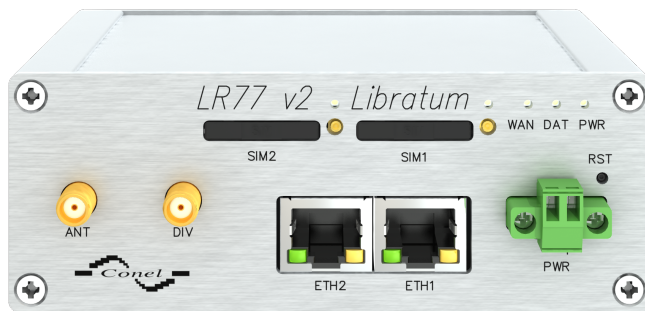 LR77 v2 Libratum
WAN DAT PWR
SIM2 SIM1
RST
ANT DIV
PWR
Conel
ETH2 ETH1